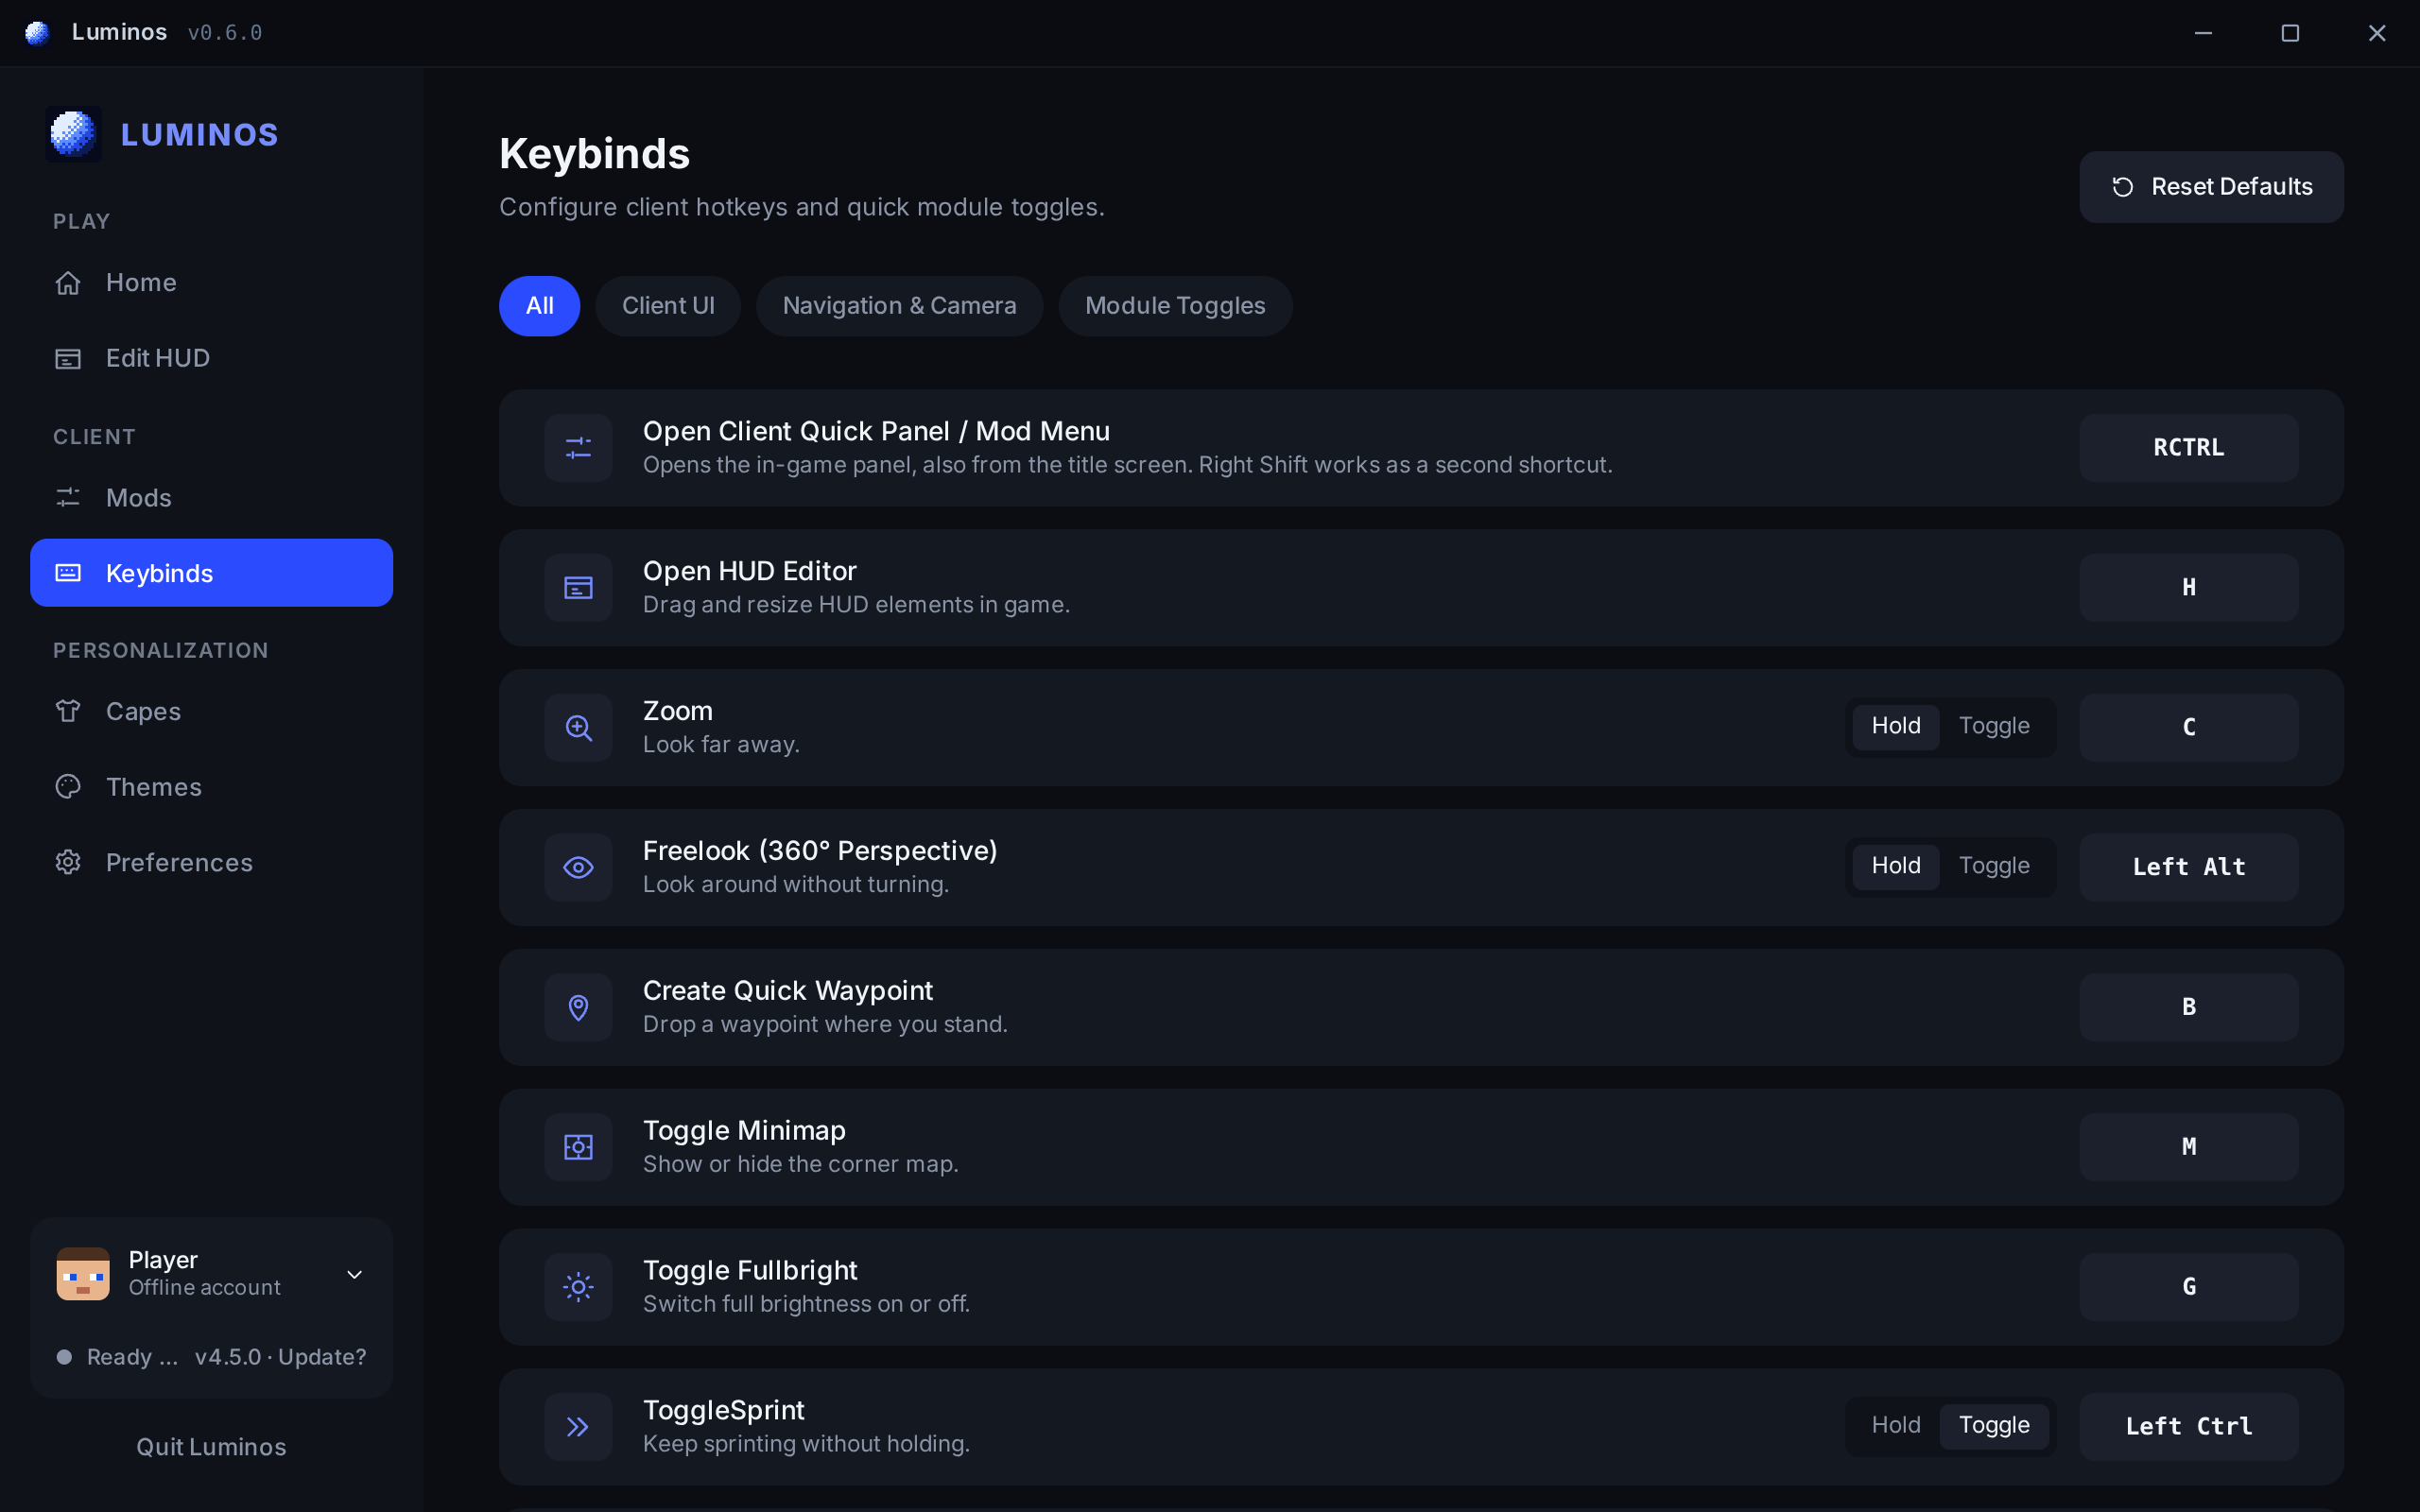 Luminos v0.6.0
LUMINOS
PLAY
Home
Edit HUD
CLIENT
Mods
Keybinds
PERSONALIZATION
Capes
Themes
Preferences
Player
Offline account
Ready ... v4.5.0 · Update?
Quit Luminos
Keybinds
Configure client hotkeys and quick module toggles.
Reset Defaults
All Client UI Navigation & Camera Module Toggles
Open Client Quick Panel / Mod Menu
Opens the in-game panel, also from the title screen. Right Shift works as a second shortcut.
RCTRL
Open HUD Editor
Drag and resize HUD elements in game.
H
Zoom
Look far away.
Hold Toggle C
Freelook (360° Perspective)
Look around without turning.
Hold Toggle Left Alt
Create Quick Waypoint
Drop a waypoint where you stand.
B
Toggle Minimap
Show or hide the corner map.
M
Toggle Fullbright
Switch full brightness on or off.
G
ToggleSprint
Keep sprinting without holding.
Hold Toggle Left Ctrl